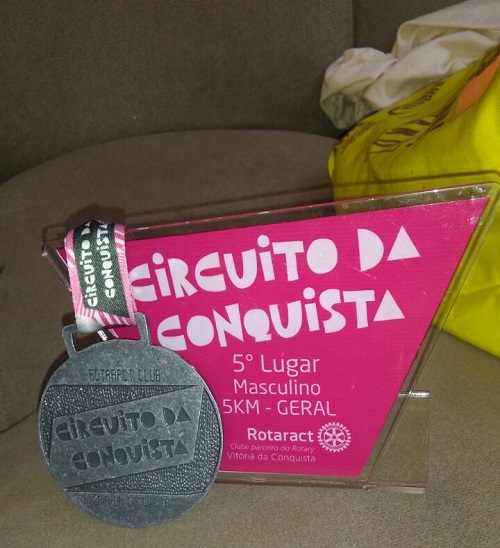 CIRCUITO DA
CONQUISTA
CIRCUITO DA
CONQUISTA
5º Lugar
Masculino
5KM - GERAL
Rotaract
Clube parceiro do Rotary
Vitória da Conquista
ROTARACT CLUB
CIRCUITO DA
CONQUISTA